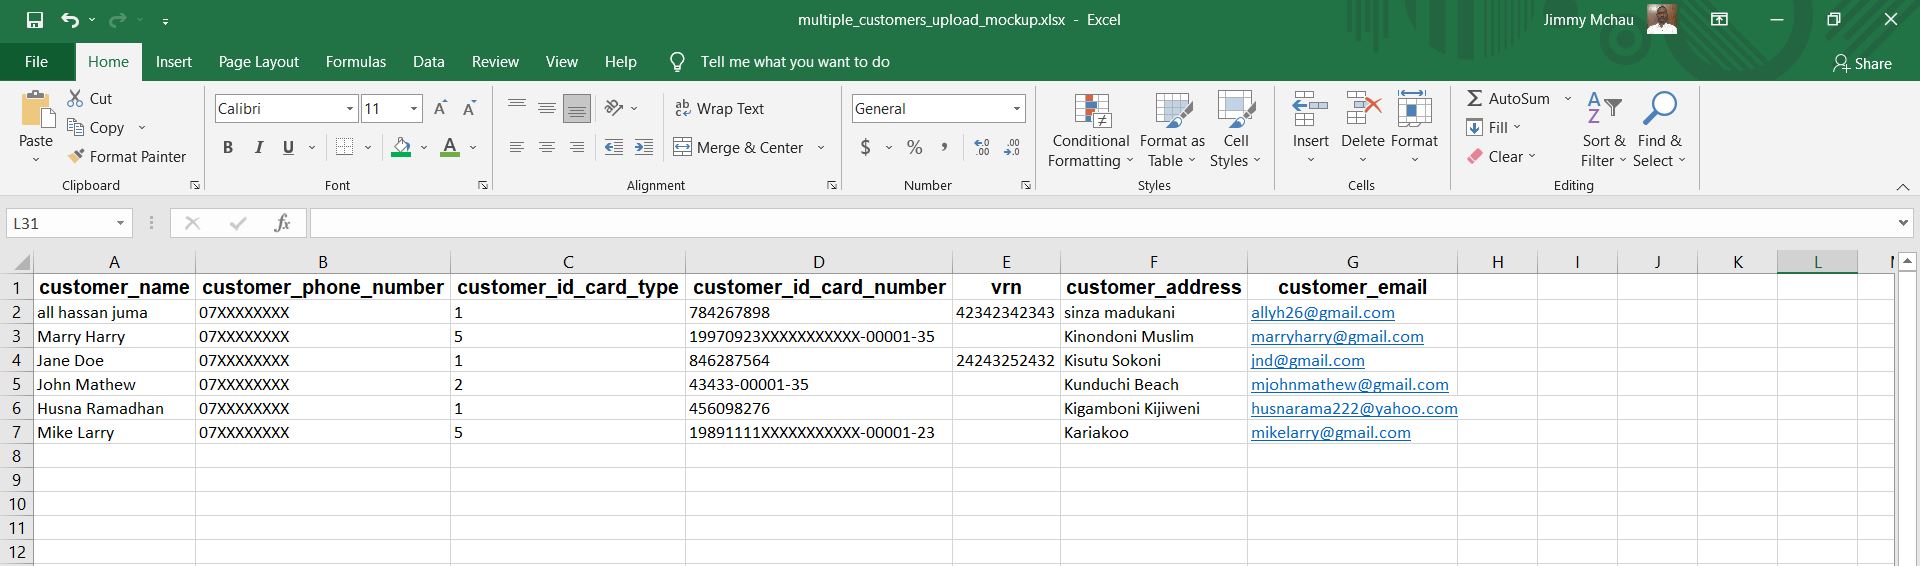 multiple_customers_upload_mockup.xlsx - Excel
Jimmy Mchau
File Home Insert Page Layout Formulas Data Review View Help Tell me what you want to do
Share
Paste
Cut
Copy
Format Painter
Clipboard
Calibri 11 A A
B I U A
Font
ab Wrap Text
Merge & Center
Alignment
General
$ % , .0 .00 .00 .0
Number
Conditional Formatting
Format as Table
Cell Styles
Styles
Insert Delete Format
Cells
AutoSum
Fill
Clear
Sort & Filter
Find & Select
Editing
L31 fx
A B C D E F G H I J K L
1 customer_name customer_phone_number customer_id_card_type customer_id_card_number vrn customer_address customer_email
2 all hassan juma 07XXXXXXXX 1 784267898 42342342343 sinza madukani allyh26@gmail.com
3 Marry Harry 07XXXXXXXX 5 19970923XXXXXXXXXXX-00001-35 Kinondoni Muslim marryharry@gmail.com
4 Jane Doe 07XXXXXXXX 1 846287564 24243252432 Kisutu Sokoni jnd@gmail.com
5 John Mathew 07XXXXXXXX 2 43433-00001-35 Kunduchi Beach mjohnmathew@gmail.com
6 Husna Ramadhan 07XXXXXXXX 1 456098276 Kigamboni Kijiweni husnarama222@yahoo.com
7 Mike Larry 07XXXXXXXX 5 19891111XXXXXXXXXXX-00001-23 Kariakoo mikelarry@gmail.com
8
9
10
11
12